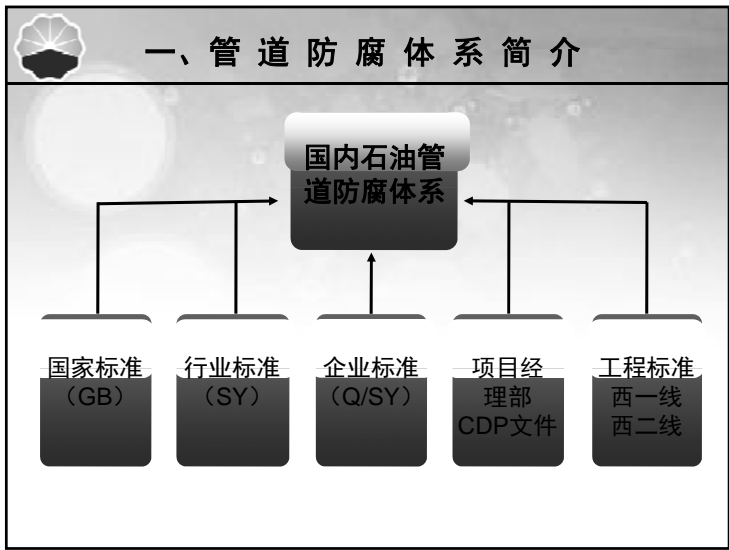 一、管 道 防 腐 体 系 简 介
国内石油管
道防腐体系
国家标准
（GB）
行业标准
（SY）
企业标准
（Q/SY）
项目经
理部
CDP文件
工程标准
西一线
西二线